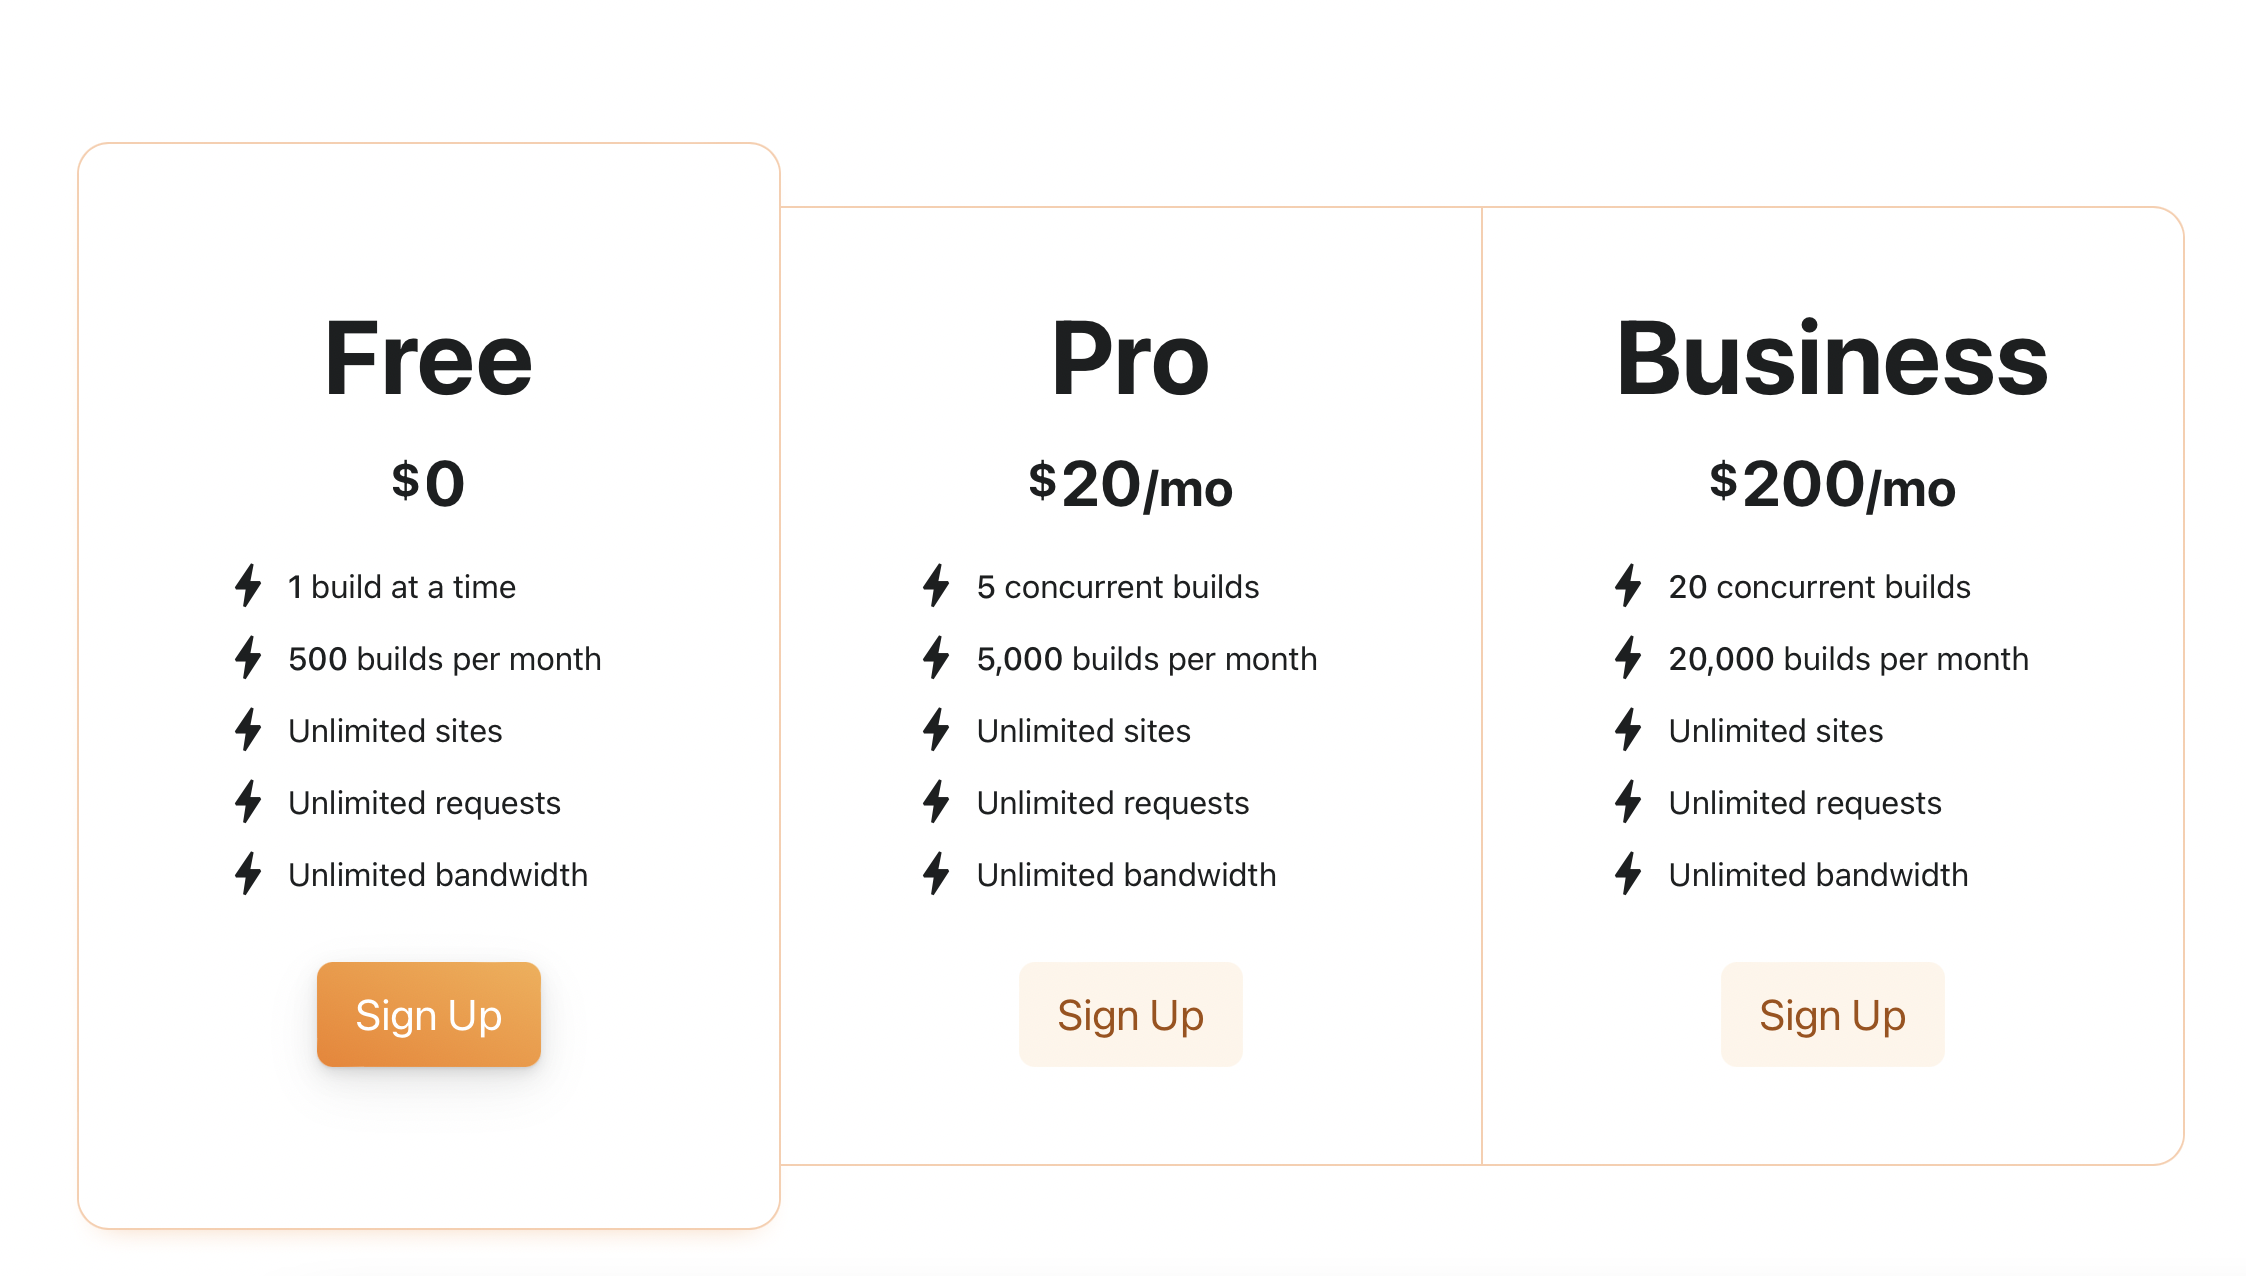 Free
$0
1 build at a time
500 builds per month
Unlimited sites
Unlimited requests
Unlimited bandwidth
Sign Up
Pro
$20/mo
5 concurrent builds
5,000 builds per month
Unlimited sites
Unlimited requests
Unlimited bandwidth
Sign Up
Business
$200/mo
20 concurrent builds
20,000 builds per month
Unlimited sites
Unlimited requests
Unlimited bandwidth
Sign Up